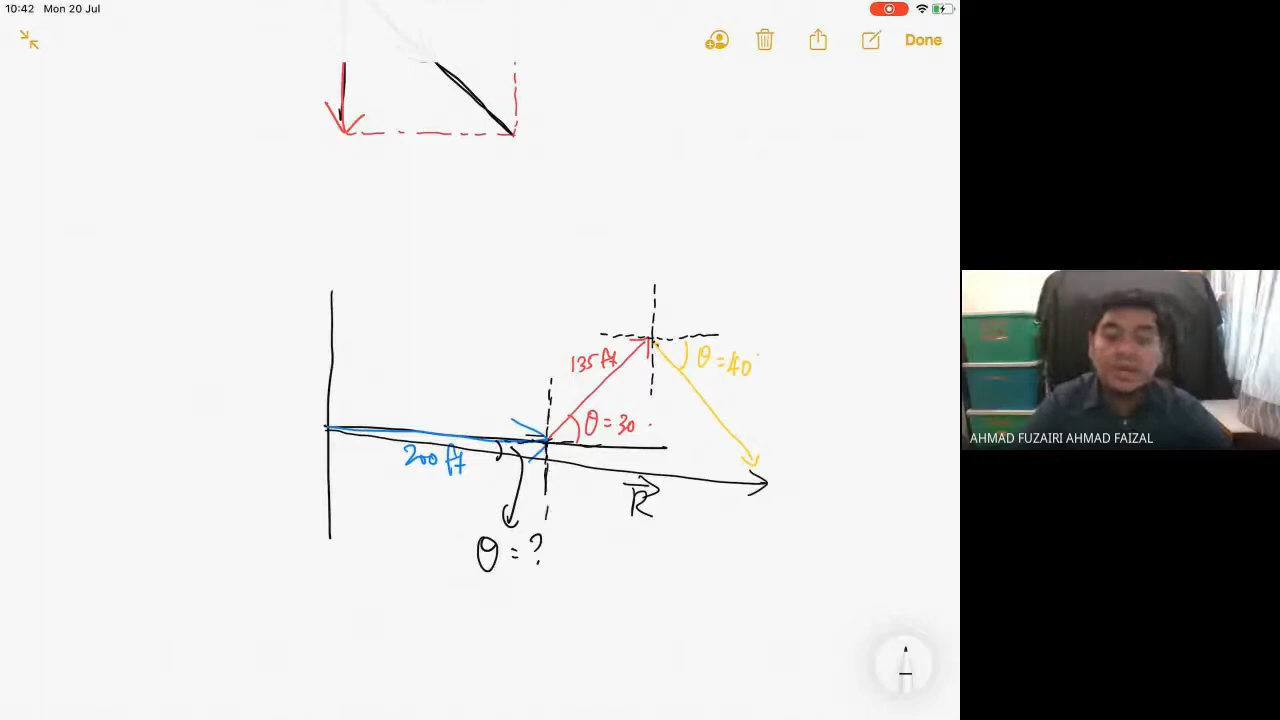 10:42 Mon 20 Jul
Done
135 ft
θ = 40°
θ = 30°
200 ft
R
θ = ?
AHMAD FUZAIRI AHMAD FAIZAL